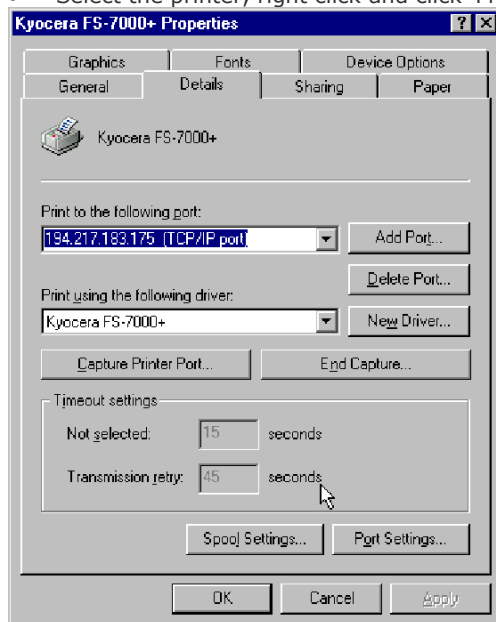 Select the printer, right click and click
Kyocera FS-7000+ Properties
Graphics Fonts Device Options
General Details Sharing Paper
Kyocera FS-7000+
Print to the following port:
194.217.183.175 (TCP/IP port)
Add Port...
Delete Port...
Print using the following driver:
Kyocera FS-7000+
New Driver...
Capture Printer Port... End Capture...
Timeout settings
Not selected: 15 seconds
Transmission retry: 45 seconds
Spool Settings... Port Settings...
OK Cancel Apply